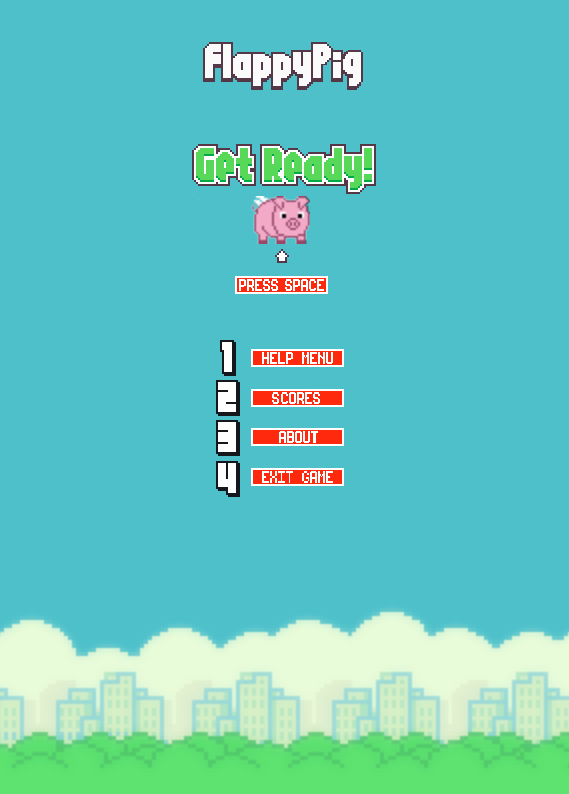 FlappyPig
Get Ready!
PRESS SPACE
1 HELP MENU
2 SCORES
3 ABOUT
4 EXIT GAME